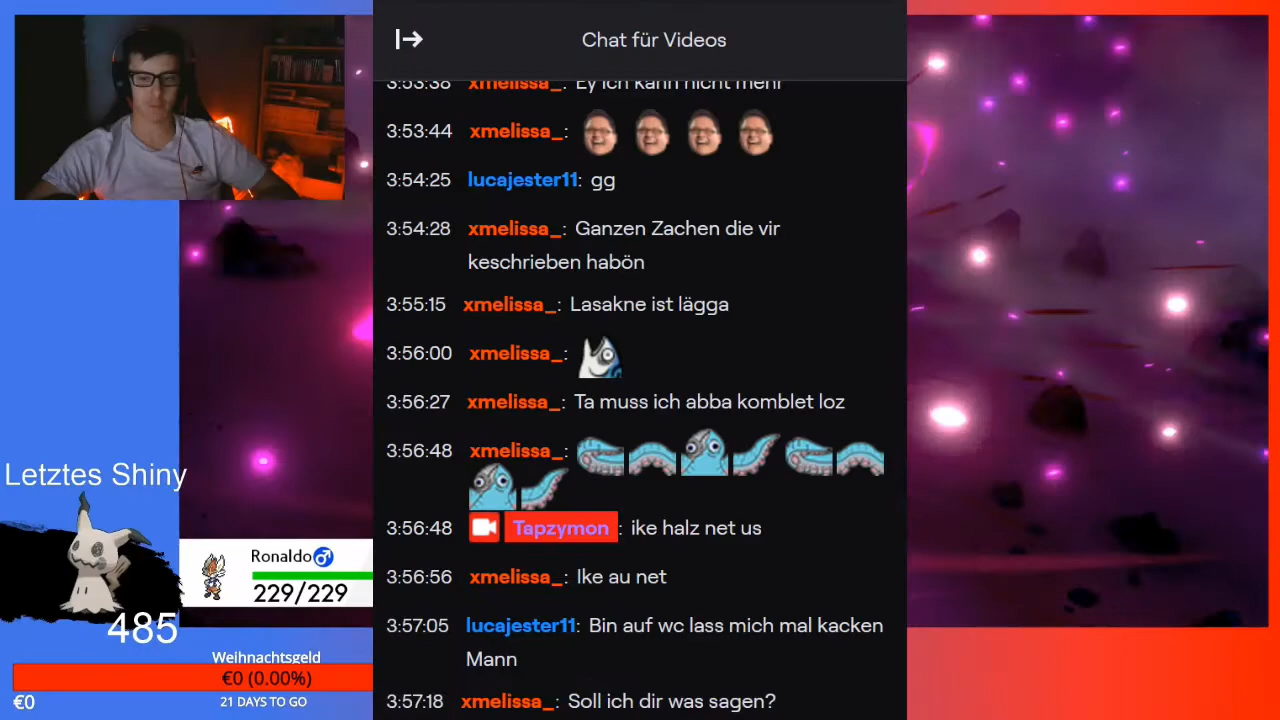 Chat für Videos
3:53:38 xmelissa_: Ey ich kann nicht mehr
3:53:44 xmelissa_:
3:54:25 lucajester11: gg
3:54:28 xmelissa_: Ganzen Zachen die vir
keschrieben habön
3:55:15 xmelissa_: Lasakne ist lägga
3:56:00 xmelissa_:
3:56:27 xmelissa_: Ta muss ich abba komblet loz
3:56:48 xmelissa_:
3:56:48 Tapzymon: ike halz net us
3:56:56 xmelissa_: Ike au net
3:57:05 lucajester11: Bin auf wc lass mich mal kacken
Mann
3:57:18 xmelissa_: Soll ich dir was sagen?
Letztes Shiny
485
Ronaldo♂
229/229
Weihnachtsgeld
€0 (0.00%)
€0
21 DAYS TO GO